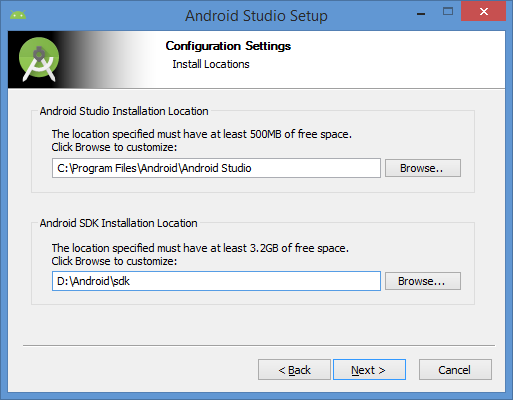 Android Studio Setup
Configuration Settings
Install Locations
Android Studio Installation Location
The location specified must have at least 500MB of free space.
Click Browse to customize:
C:\Program Files\Android\Android Studio
Browse..
Android SDK Installation Location
The location specified must have at least 3.2GB of free space.
Click Browse to customize:
D:\Android\sdk
Browse...
< Back
Next >
Cancel